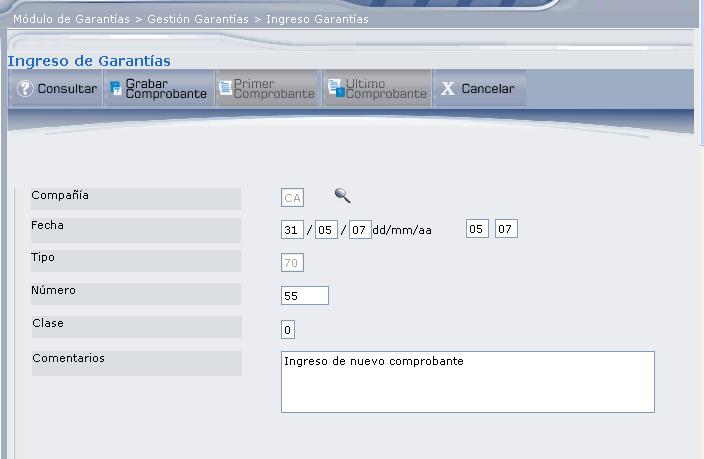 Módulo de Garantías > Gestión Garantías > Ingreso Garantías
Ingreso de Garantías
? Consultar
Grabar
Comprobante
Primer
Comprobante
Ultimo
Comprobante
X Cancelar
Compañía CA
Fecha 31 / 05 / 07 dd/mm/aa 05 07
Tipo 70
Número 55
Clase 0
Comentarios Ingreso de nuevo comprobante